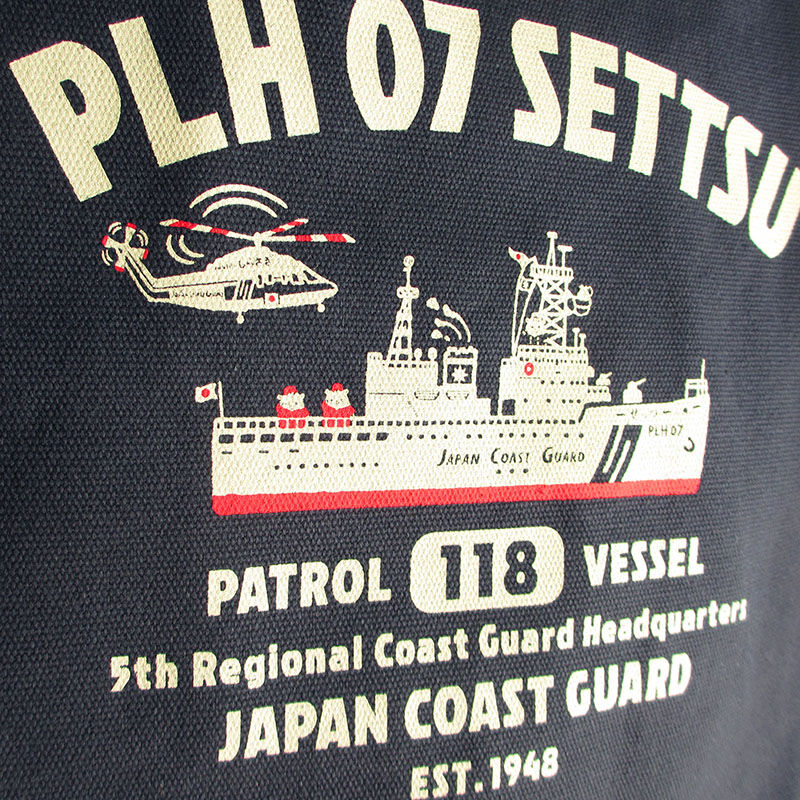 PLH 07 SETTSU
JAPAN COAST GUARD
PLH 07
PATROL 118 VESSEL
5th Regional Coast Guard Headquarters
JAPAN COAST GUARD
EST.1948